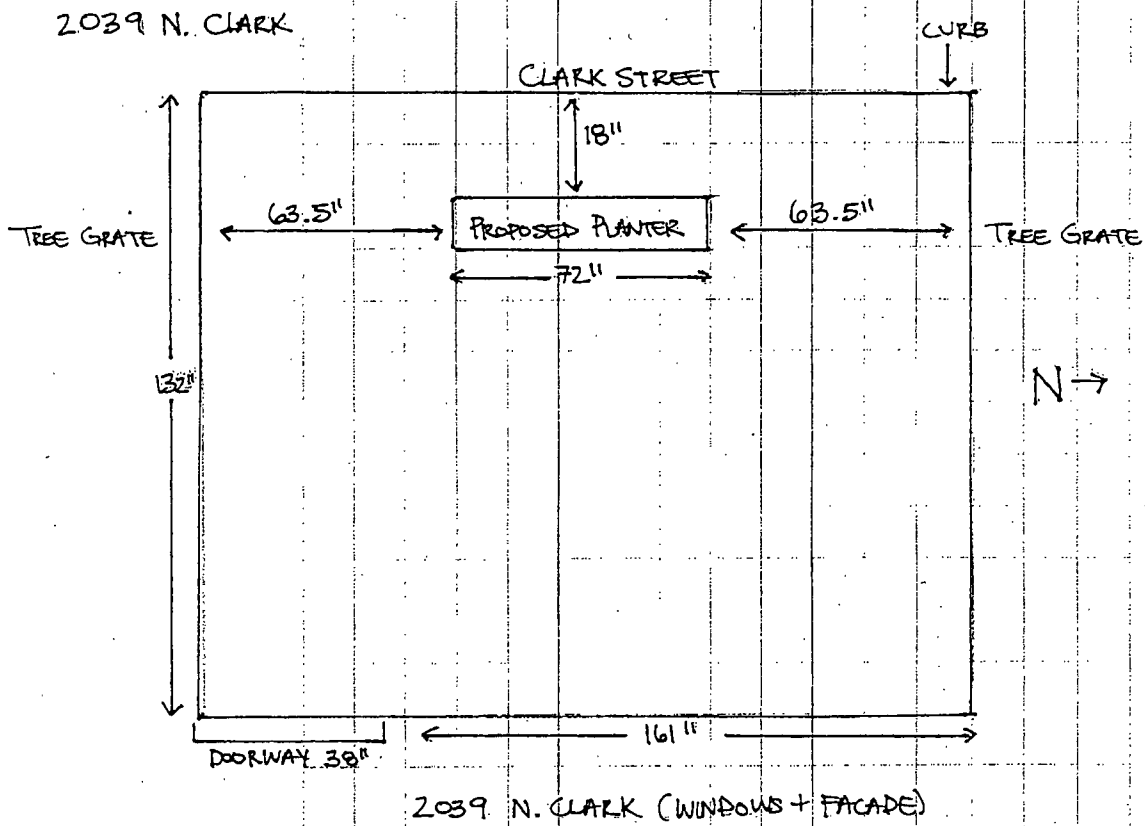 2039 N. CLARK
CURB
CLARK STREET
18"
63.5"
PROPOSED PLANTER
63.5"
TREE GRATE
TREE GRATE
72"
132"
N →
161"
DOORWAY 38"
2039 N. CLARK (WINDOWS + FACADE)